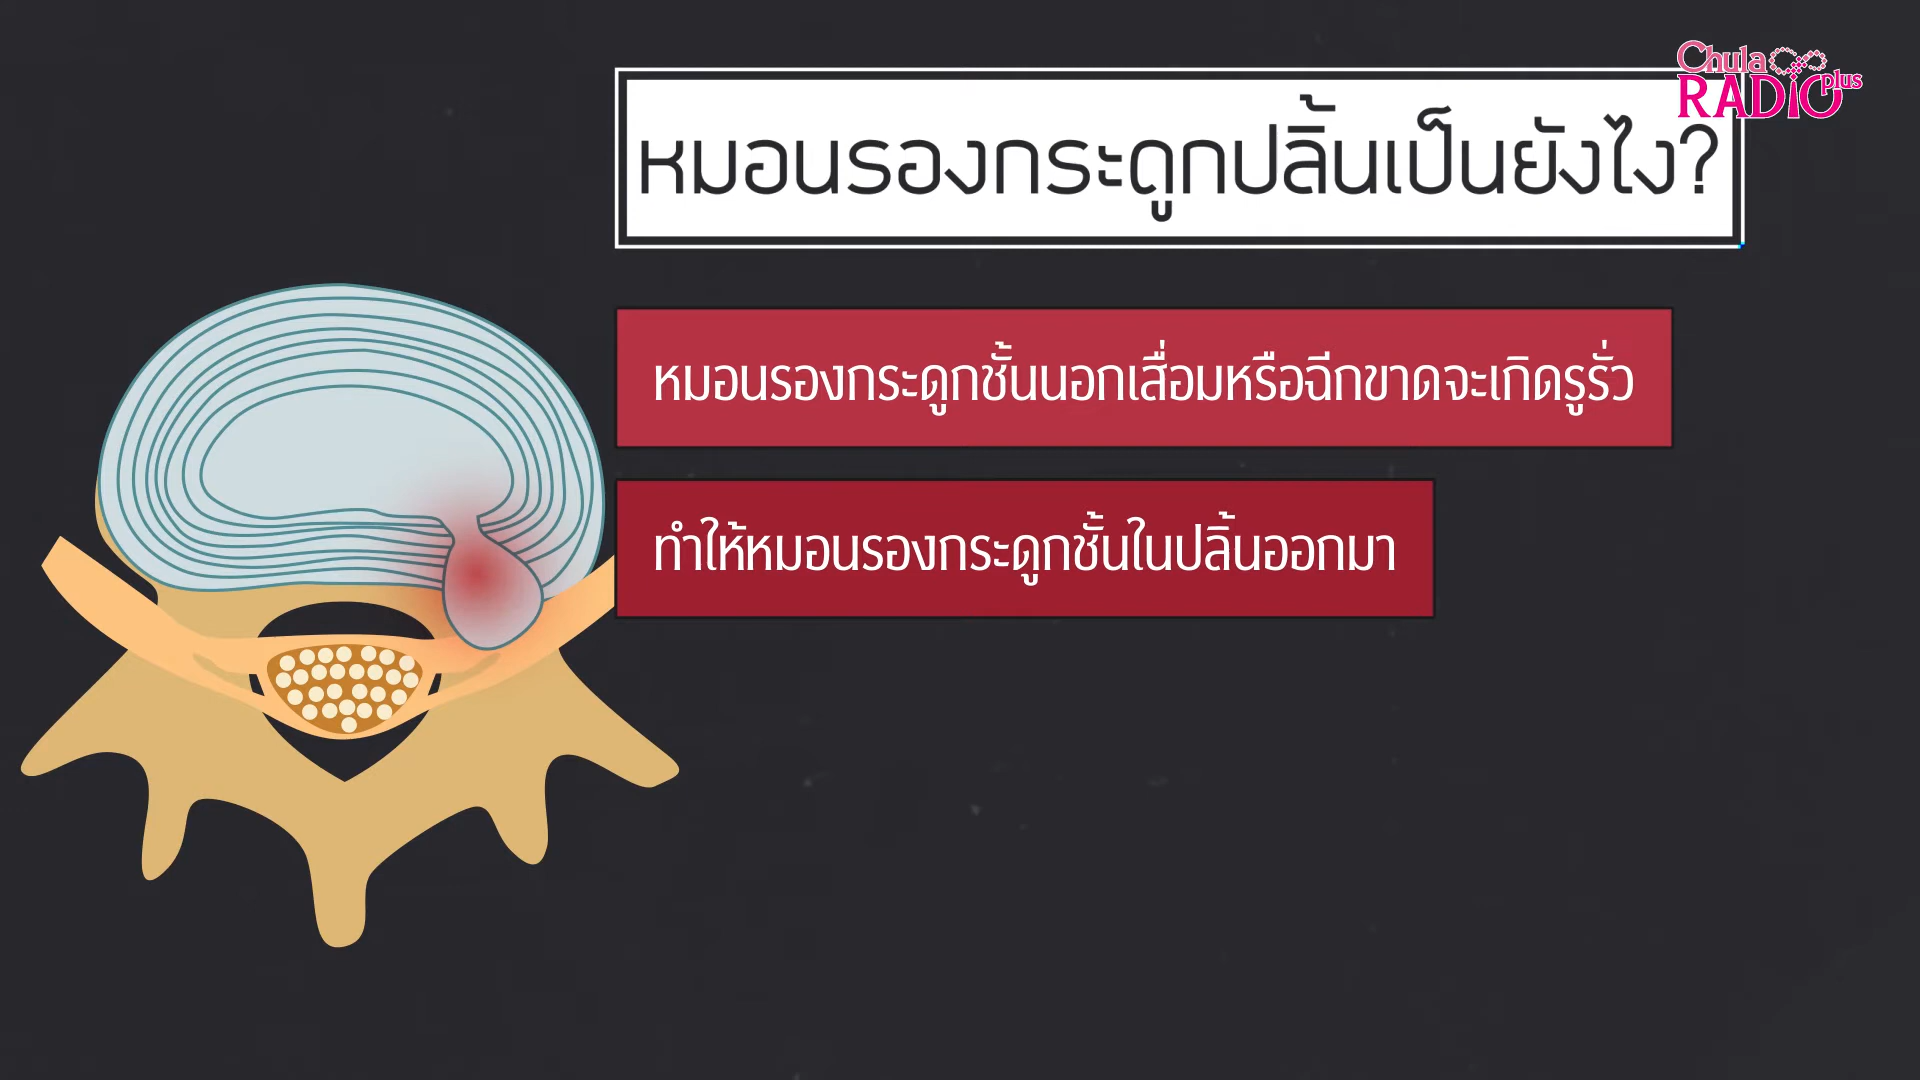 Chula
RADIO plus
หมอนรองกระดูกปลิ้นเป็นยังไง?
หมอนรองกระดูกชั้นนอกเสื่อมหรือฉีกขาดจะเกิดรูรั่ว
ทำให้หมอนรองกระดูกชั้นในปลิ้นออกมา